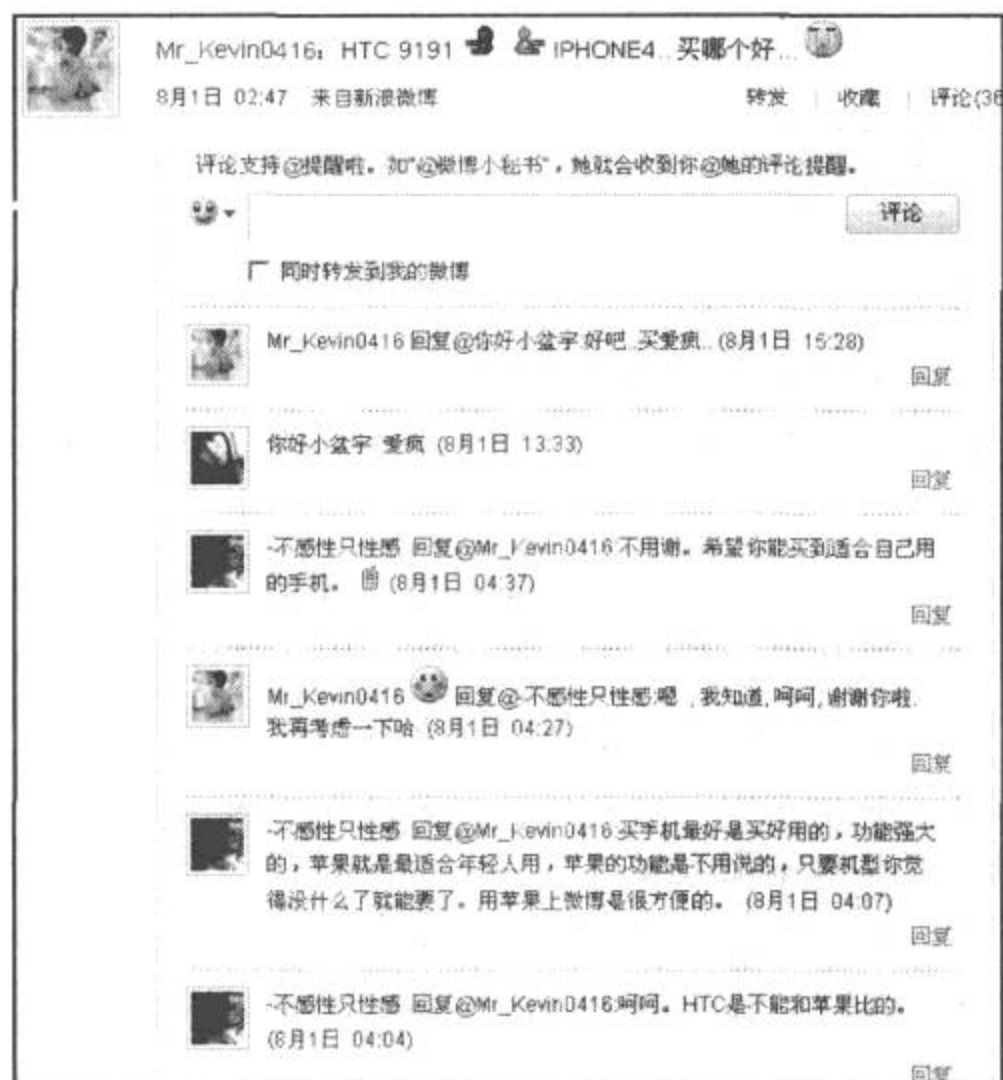 Mr_Kevin0416：HTC 9191 IPHONE4..买哪个好...
8月1日 02:47 来自新浪微博 转发 | 收藏 | 评论(36
评论支持@提醒啦。如"@微博小秘书"，她就会收到你@她的评论提醒。
评论
同时转发到我的微博
Mr_Kevin0416 回复@你好小盆宇:好吧..买爱疯..(8月1日 15:28)
回复
你好小盆宇 爱疯 (8月1日 13:33)
回复
-不感性只性感 回复@Mr_Kevin0416:不用谢。希望你能买到适合自己用
的手机。 (8月1日 04:37)
回复
Mr_Kevin0416 回复@-不感性只性感:嗯 ,我知道,呵呵,谢谢你啦.
我再考虑一下哈 (8月1日 04:27)
回复
-不感性只性感 回复@Mr_Kevin0416:买手机最好是买好用的，功能强大
的，苹果就是最适合年轻人用，苹果的功能是不用说的，只要机型你觉
得没什么了就能要了。用苹果上微博是很方便的。 (8月1日 04:07)
回复
-不感性只性感 回复@Mr_Kevin0416:呵呵。HTC是不能和苹果比的。
(8月1日 04:04)
回复